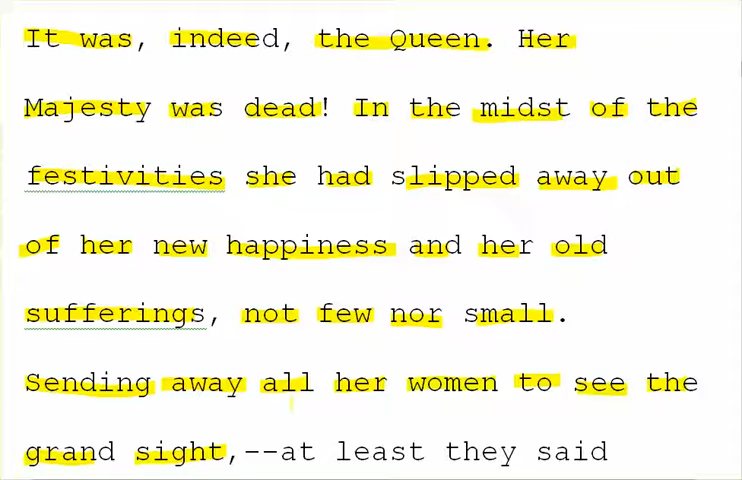 It was, indeed, the Queen. Her
Majesty was dead! In the midst of the
festivities she had slipped away out
of her new happiness and her old
sufferings, not few nor small.
Sending away all her women to see the
grand sight,--at least they said